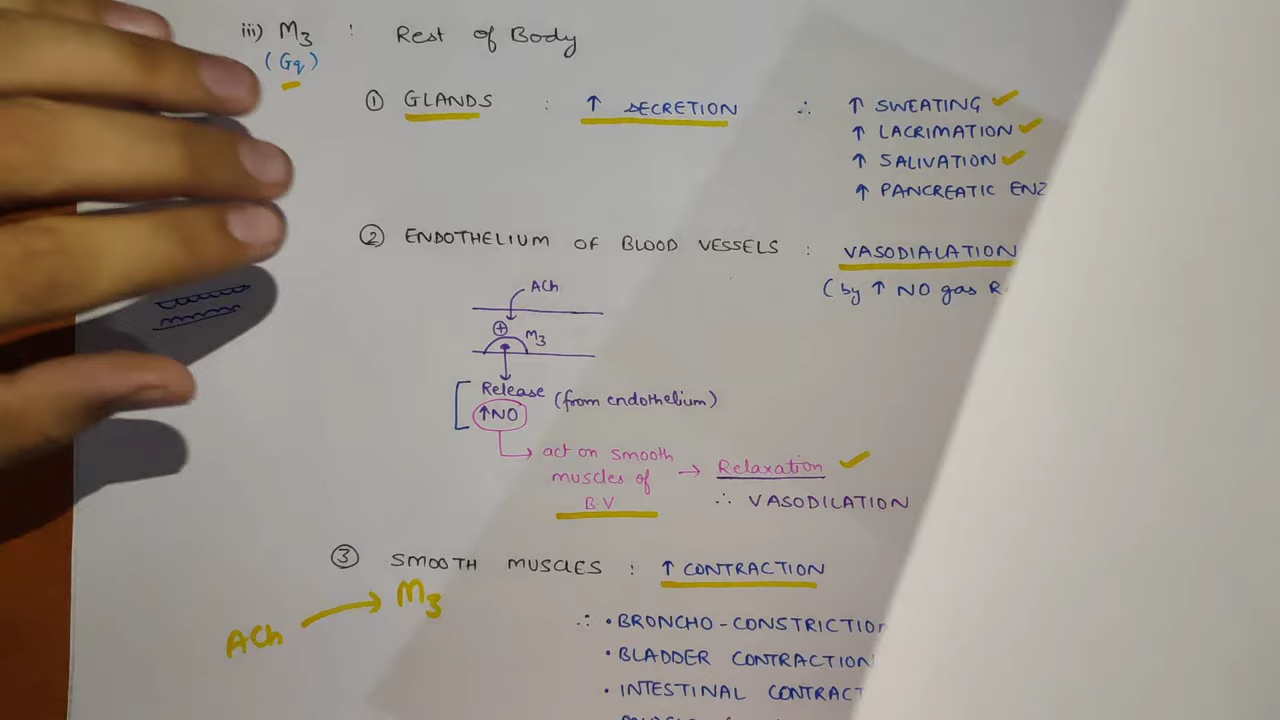 iii) M3 : Rest of Body
(Gq)
① GLANDS : ↑ SECRETION ∴ ↑ SWEATING ✓
↑ LACRIMATION ✓
↑ SALIVATION ✓
↑ PANCREATIC ENZ
② ENDOTHELIUM OF BLOOD VESSELS : VASODIALATION
(by ↑ NO gas R
ACh
⊕ M3
Release (from endothelium)
↑NO
act on smooth muscles of B.V → Relaxation ✓
∴ VASODILATION
③ SMOOTH MUSCLES : ↑ CONTRACTION
ACh → M3
∴ • BRONCHO-CONSTRICTION
• BLADDER CONTRACTION
• INTESTINAL CONTRACT